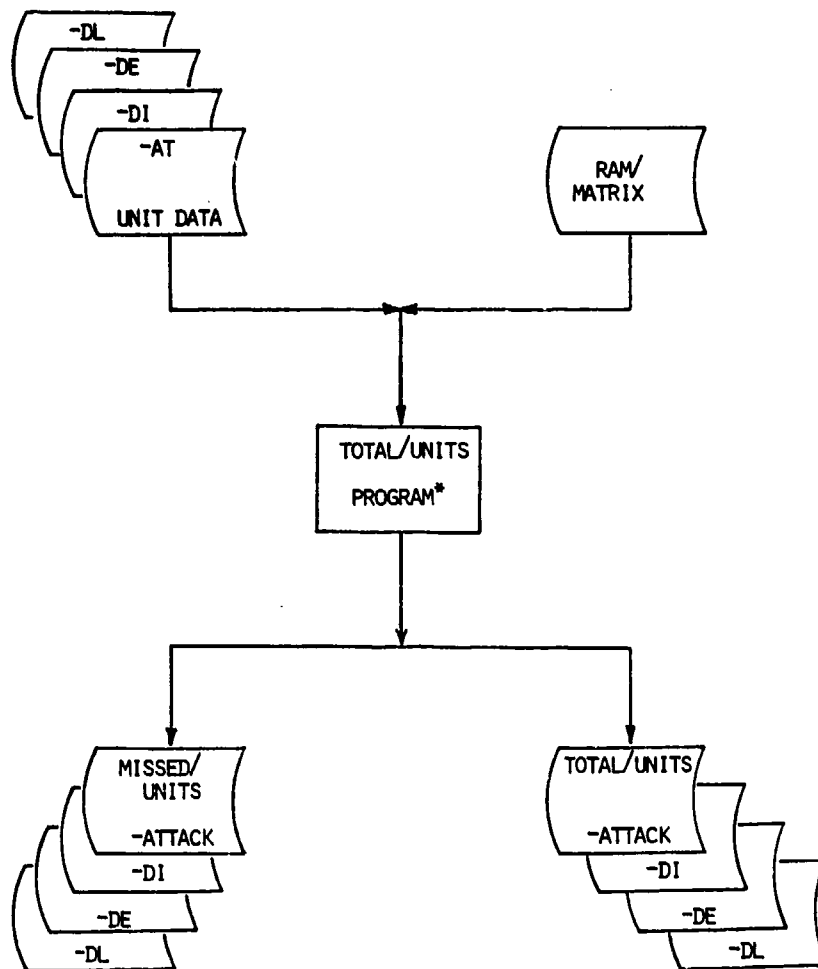 -DL
-DE
-DI
-AT
UNIT DATA
RAM/
MATRIX
TOTAL/UNITS
PROGRAM*
MISSED/
UNITS
-ATTACK
-DI
-DE
-DL
TOTAL/UNITS
-ATTACK
-DI
-DE
-DL